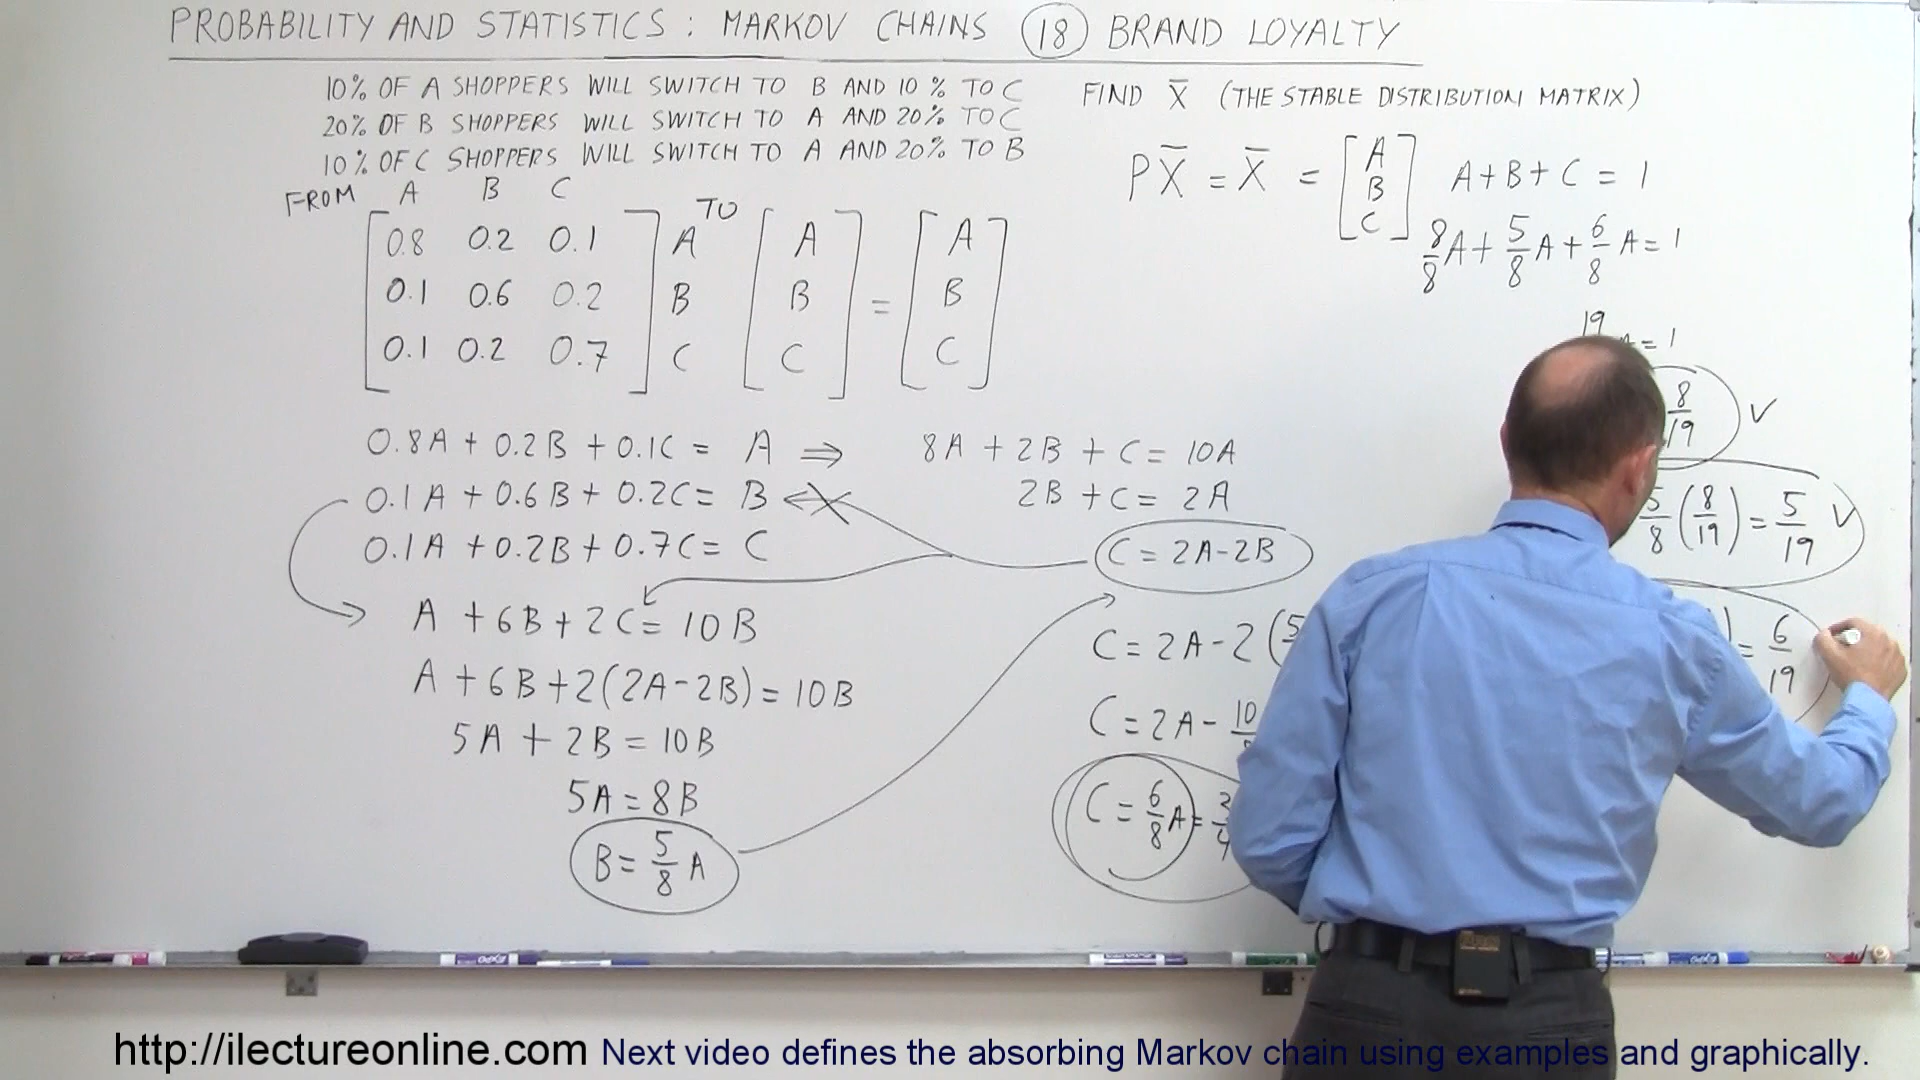 PROBABILITY AND STATISTICS : MARKOV CHAINS (18) BRAND LOYALTY
10% OF A SHOPPERS WILL SWITCH TO B AND 10% TO C
20% OF B SHOPPERS WILL SWITCH TO A AND 20% TO C
10% OF C SHOPPERS WILL SWITCH TO A AND 20% TO B
FROM A B C
TO
0.8 0.2 0.1 A A A
0.1 0.6 0.2 B B = B
0.1 0.2 0.7 C C C
0.8A + 0.2B + 0.1C = A ⇒
0.1A + 0.6B + 0.2C = B
0.1A + 0.2B + 0.7C = C
A + 6B + 2C = 10B
A + 6B + 2(2A-2B) = 10B
5A + 2B = 10B
5A = 8B
B = 5/8 A
8A + 2B + C = 10A
2B + C = 2A
C = 2A-2B
C = 2A - 2(5
C = 2A - 10
C = 6/8 A =
FIND X̄ (THE STABLE DISTRIBUTION MATRIX)
PX̄ = X̄ = [A B C] A + B + C = 1
8/8 A + 5/8 A + 6/8 A = 1
19
= 1
8/19 ✓
5/8 (8/19) = 5/19 ✓
) = 6/19
http://ilectureonline.com Next video defines the absorbing Markov chain using examples and graphically.